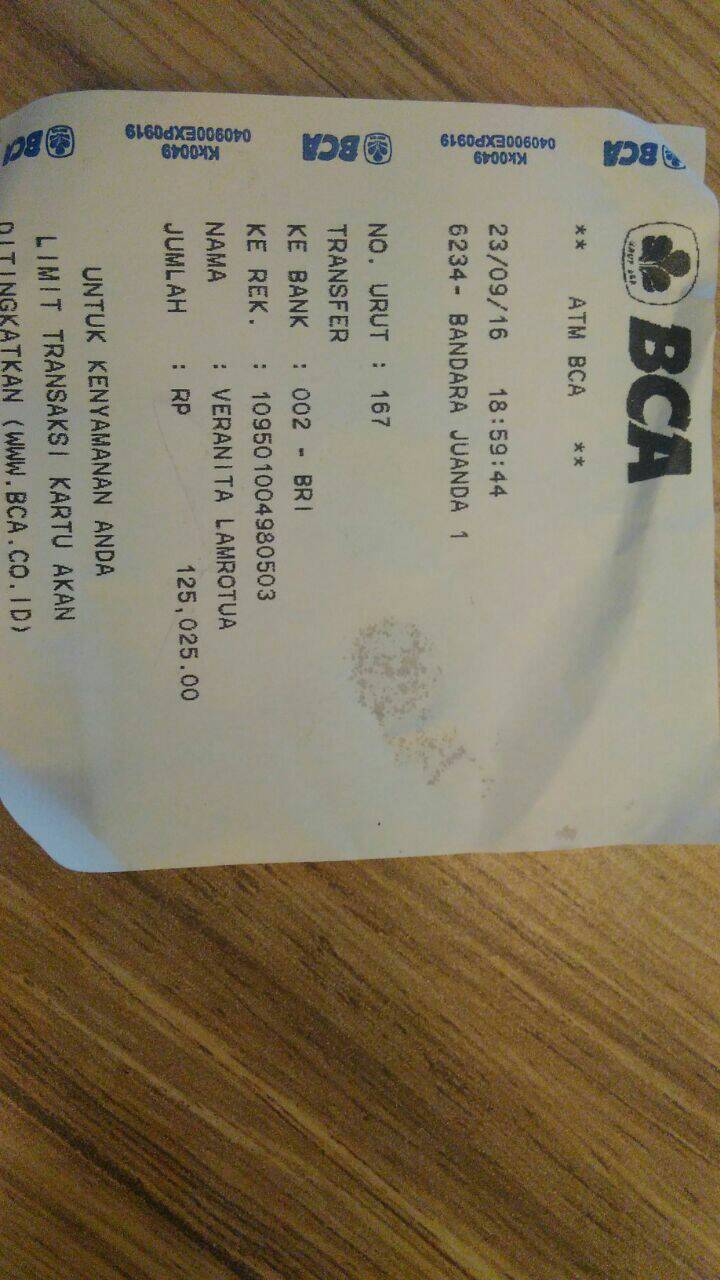 BCA
** ATM BCA **
23/09/16 18:59:44
6234- BANDARA JUANDA 1
NO. URUT : 167
TRANSFER
KE BANK : 002 - BRI
KE REK. : 109501004980503
NAMA : VERANITA LAMROTUA
JUMLAH : RP 125,025.00
UNTUK KENYAMANAN ANDA
LIMIT TRANSAKSI KARTU AKAN
DITINGKATKAN (WWW.BCA.CO.ID)
BCA
Kk0049
040900EXP0919
BCA
Kk0049
040900EXP0919
BCA